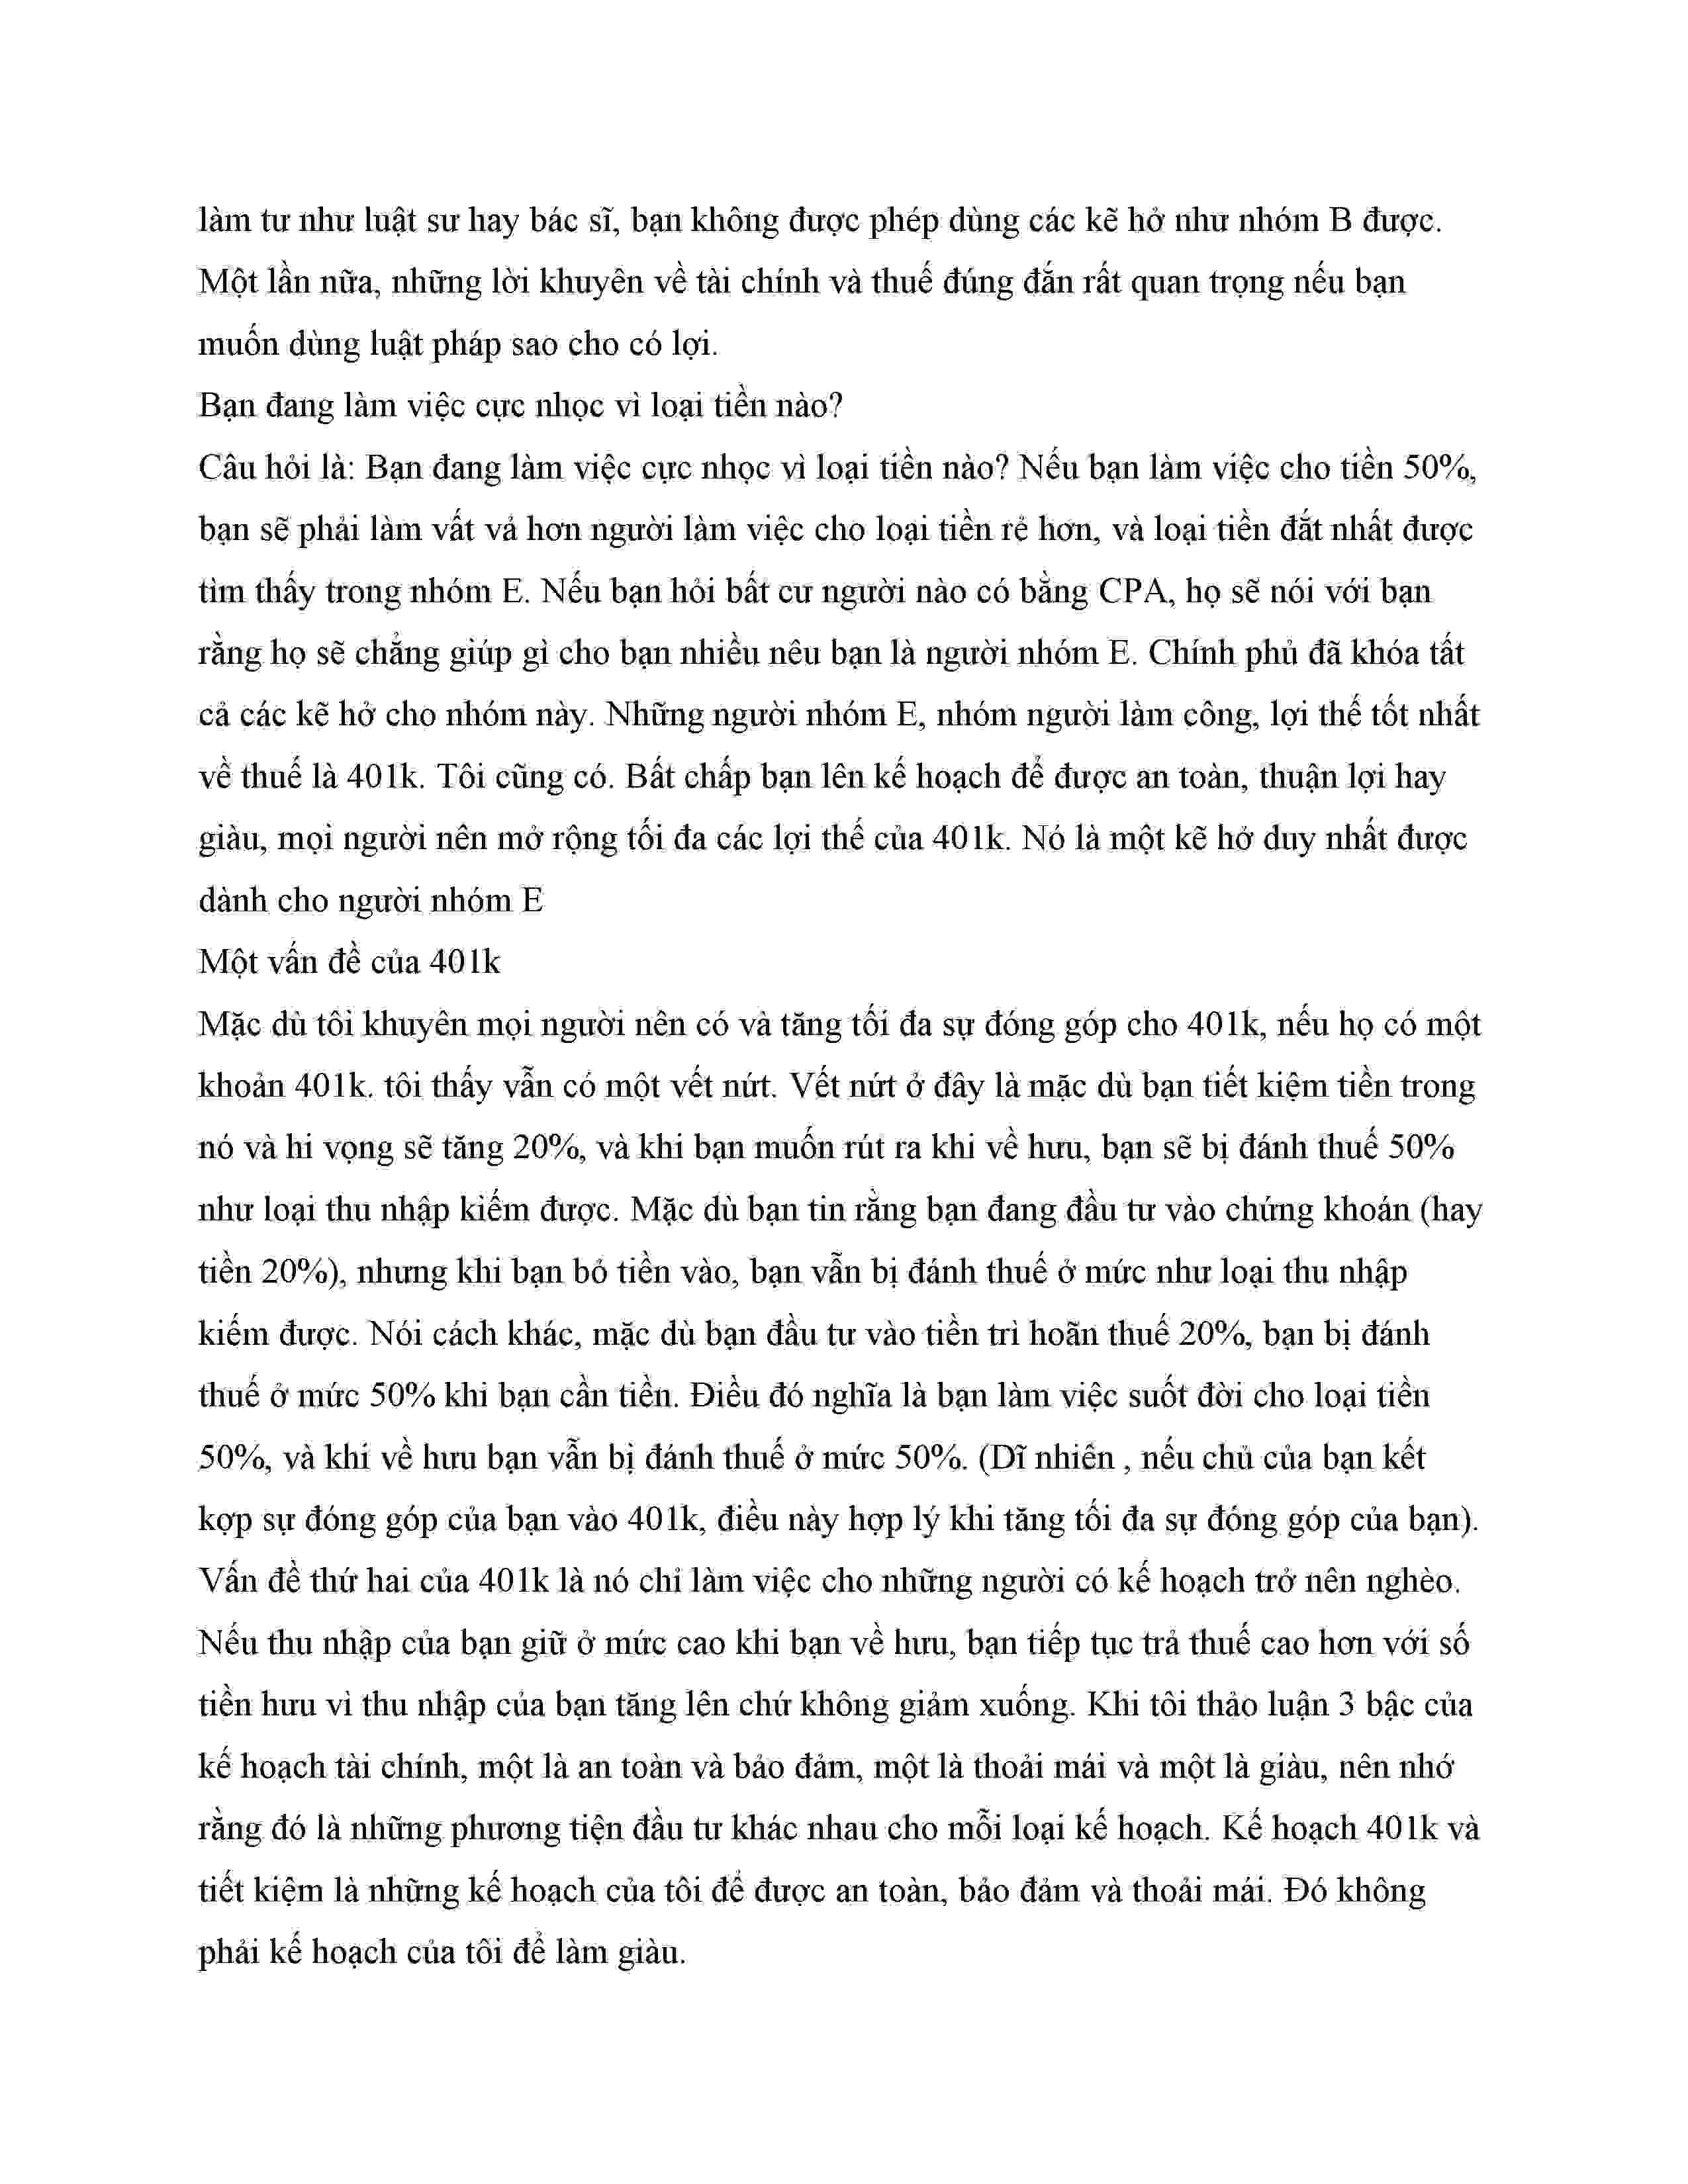 làm tư như luật sư hay bác sĩ, bạn không được phép dùng các kẽ hở như nhóm B được.
Một lần nữa, những lời khuyên về tài chính và thuế đúng đắn rất quan trọng nếu bạn
muốn dùng luật pháp sao cho có lợi.
Bạn đang làm việc cực nhọc vì loại tiền nào?
Câu hỏi là: Bạn đang làm việc cực nhọc vì loại tiền nào? Nếu bạn làm việc cho tiền 50%,
bạn sẽ phải làm vất vả hơn người làm việc cho loại tiền rẻ hơn, và loại tiền đắt nhất được
tìm thấy trong nhóm E. Nếu bạn hỏi bất cư người nào có bằng CPA, họ sẽ nói với bạn
rằng họ sẽ chẳng giúp gì cho bạn nhiều nêu bạn là người nhóm E. Chính phủ đã khóa tất
cả các kẽ hở cho nhóm này. Những người nhóm E, nhóm người làm công, lợi thế tốt nhất
về thuế là 401k. Tôi cũng có. Bất chấp bạn lên kế hoạch để được an toàn, thuận lợi hay
giàu, mọi người nên mở rộng tối đa các lợi thế của 401k. Nó là một kẽ hở duy nhất được
dành cho người nhóm E
Một vấn đề của 401k
Mặc dù tôi khuyên mọi người nên có và tăng tối đa sự đóng góp cho 401k, nếu họ có một
khoản 401k. tôi thấy vẫn có một vết nứt. Vết nứt ở đây là mặc dù bạn tiết kiệm tiền trong
nó và hi vọng sẽ tăng 20%, và khi bạn muốn rút ra khi về hưu, bạn sẽ bị đánh thuế 50%
như loại thu nhập kiếm được. Mặc dù bạn tin rằng bạn đang đầu tư vào chứng khoán (hay
tiền 20%), nhưng khi bạn bỏ tiền vào, bạn vẫn bị đánh thuế ở mức như loại thu nhập
kiếm được. Nói cách khác, mặc dù bạn đầu tư vào tiền trì hoãn thuế 20%, bạn bị đánh
thuế ở mức 50% khi bạn cần tiền. Điều đó nghĩa là bạn làm việc suốt đời cho loại tiền
50%, và khi về hưu bạn vẫn bị đánh thuế ở mức 50%. (Dĩ nhiên , nếu chủ của bạn kết
kợp sự đóng góp của bạn vào 401k, điều này hợp lý khi tăng tối đa sự đóng góp của bạn).
Vấn đề thứ hai của 401k là nó chỉ làm việc cho những người có kế hoạch trở nên nghèo.
Nếu thu nhập của bạn giữ ở mức cao khi bạn về hưu, bạn tiếp tục trả thuế cao hơn với số
tiền hưu vì thu nhập của bạn tăng lên chứ không giảm xuống. Khi tôi thảo luận 3 bậc của
kế hoạch tài chính, một là an toàn và bảo đảm, một là thoải mái và một là giàu, nên nhớ
rằng đó là những phương tiện đầu tư khác nhau cho mỗi loại kế hoạch. Kế hoạch 401k và
tiết kiệm là những kế hoạch của tôi để được an toàn, bảo đảm và thoải mái. Đó không
phải kế hoạch của tôi để làm giàu.